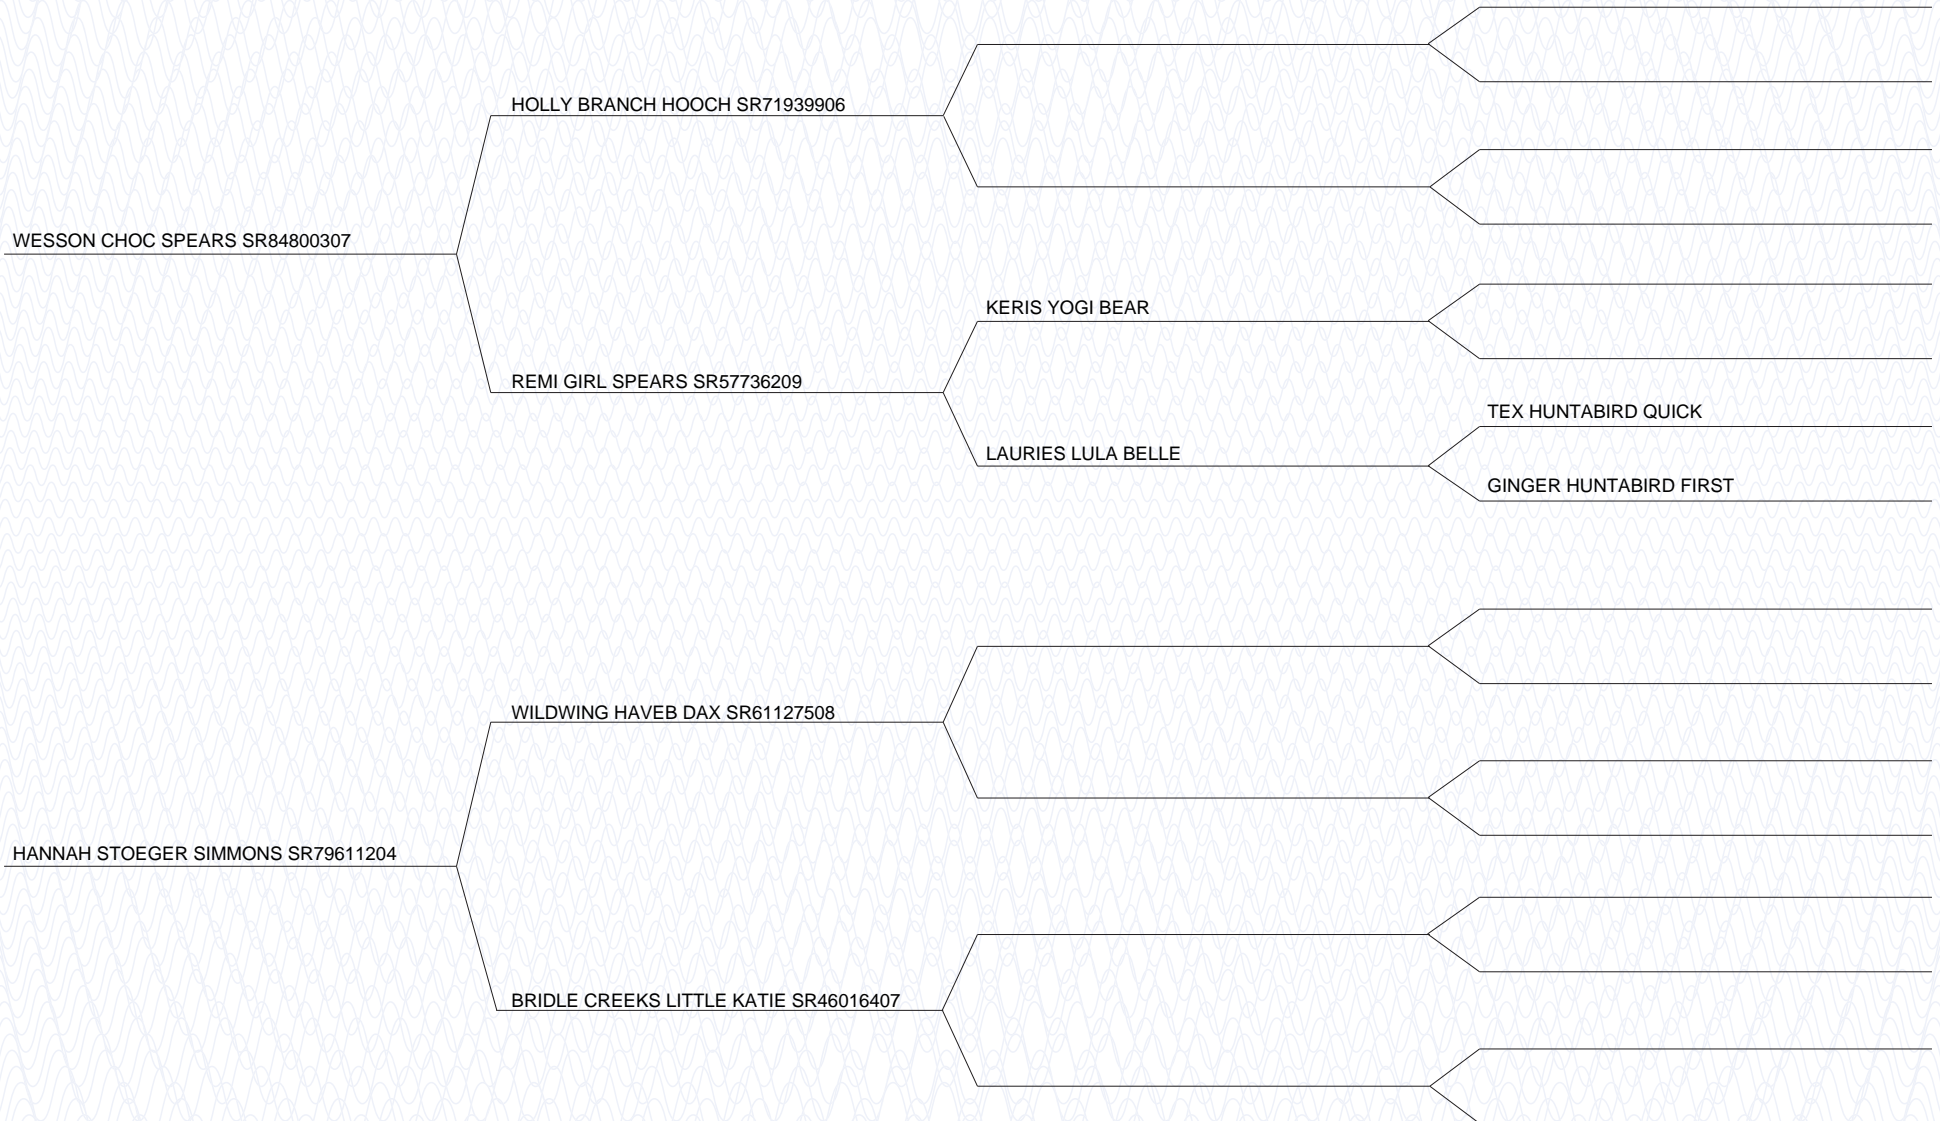 HOLLY BRANCH HOOCH SR71939906
WESSON CHOC SPEARS SR84800307
KERIS YOGI BEAR
REMI GIRL SPEARS SR57736209
TEX HUNTABIRD QUICK
LAURIES LULA BELLE
GINGER HUNTABIRD FIRST
WILDWING HAVEB DAX SR61127508
HANNAH STOEGER SIMMONS SR79611204
BRIDLE CREEKS LITTLE KATIE SR46016407